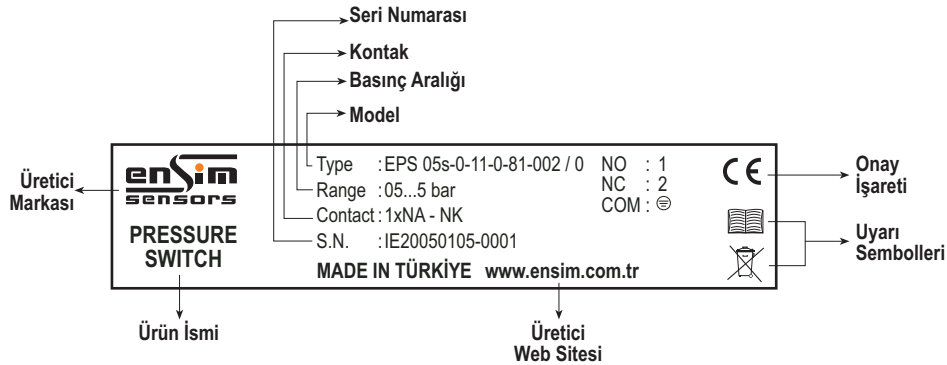 Seri Numarası
Kontak
Basınç Aralığı
Model
Üretici
Markası
ensim
sensors
PRESSURE
SWITCH
Type : EPS 05s-0-11-0-81-002 / 0
Range : 05...5 bar
Contact : 1xNA - NK
S.N. : IE20050105-0001
MADE IN TÜRKİYE www.ensim.com.tr
NO : 1
NC : 2
COM :
CE
Onay
İşareti
Uyarı
Sembolleri
Ürün İsmi
Üretici
Web Sitesi